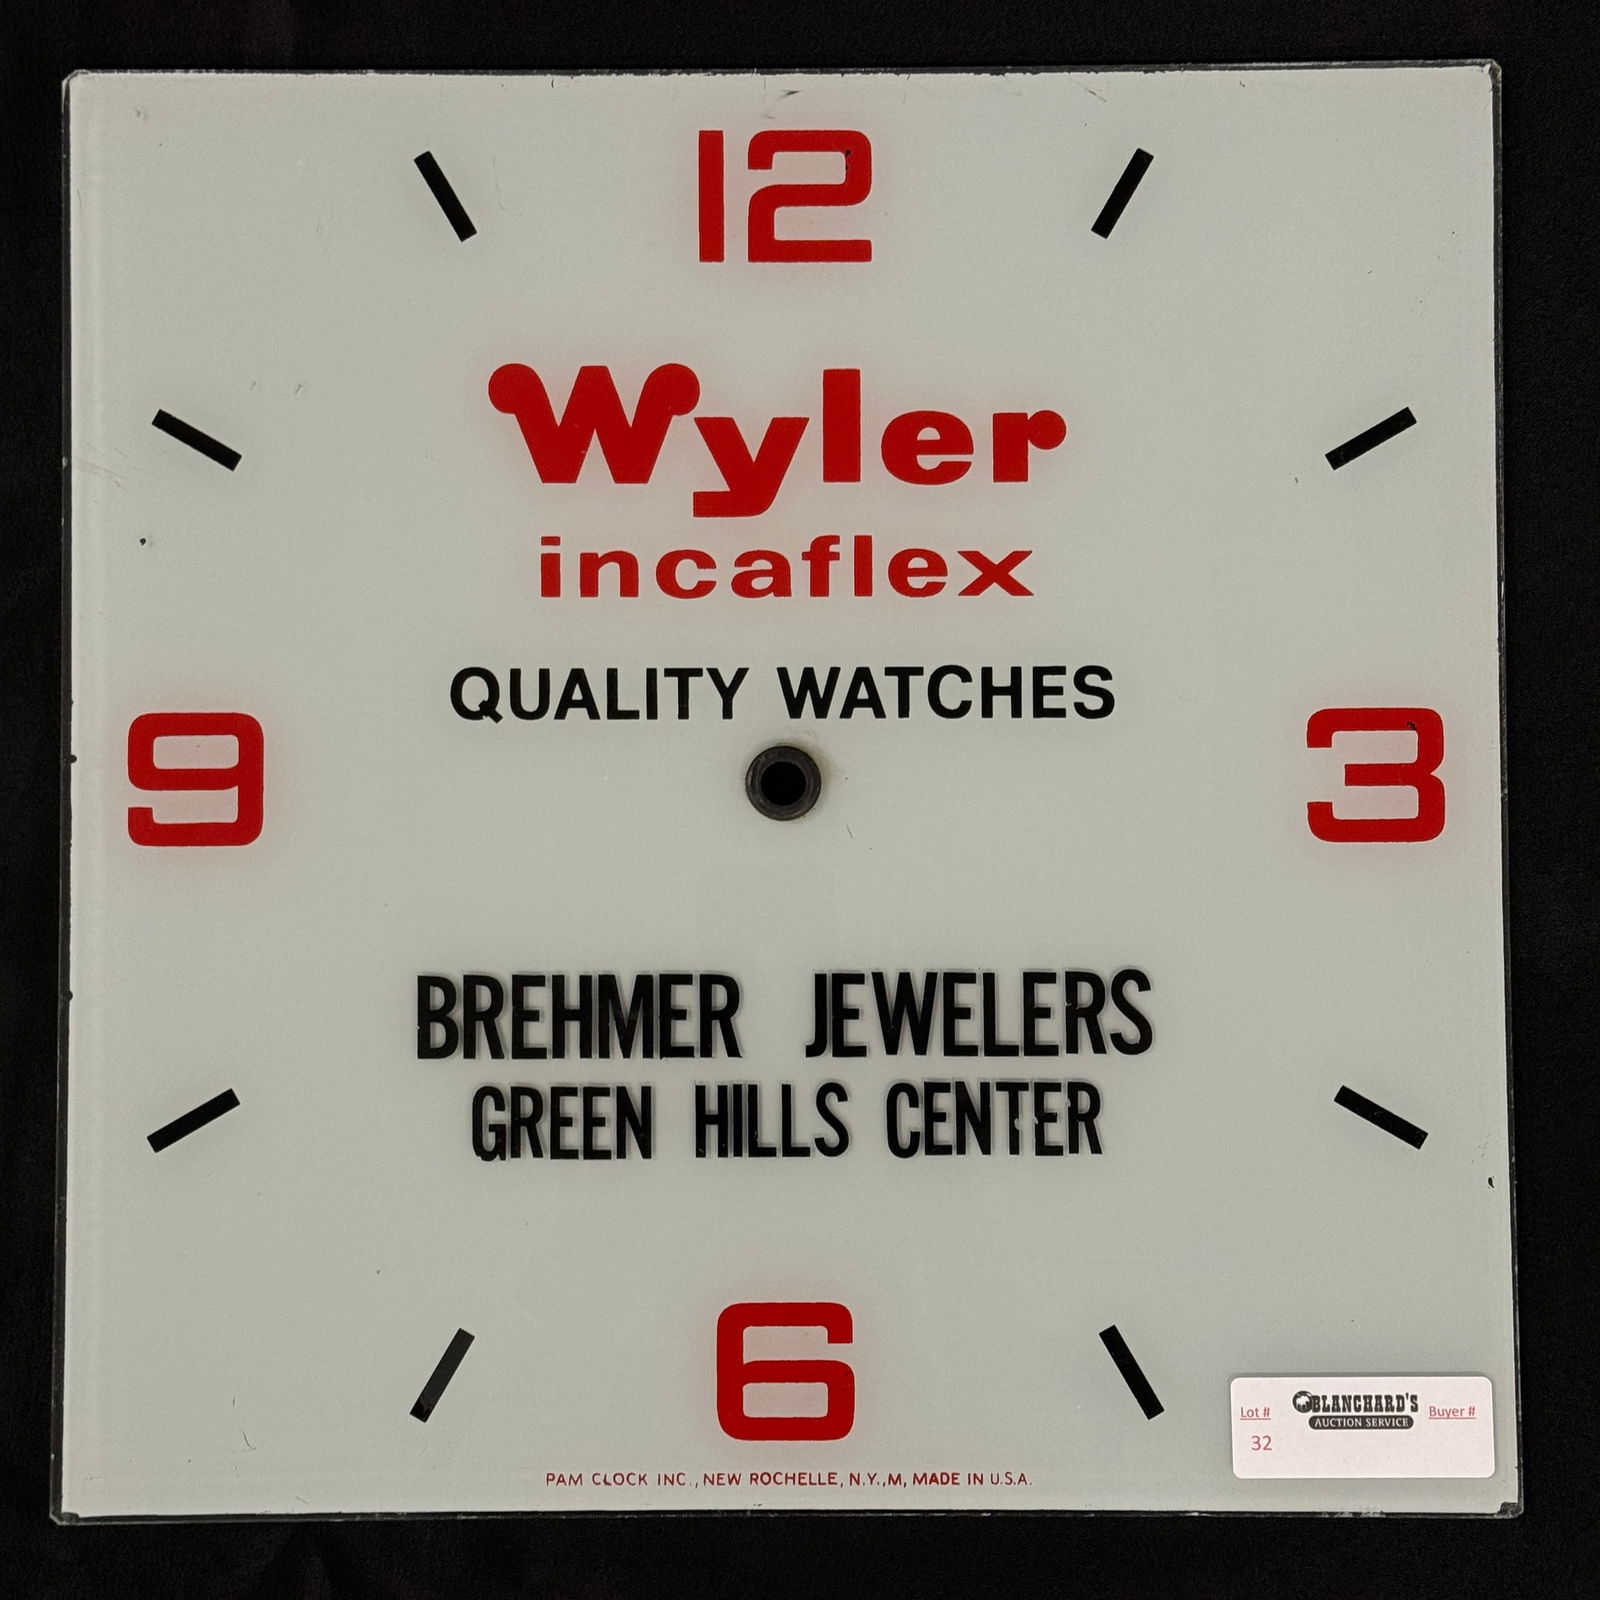 12
Wyler
incaflex
QUALITY WATCHES
9
3
BREHMER JEWELERS
GREEN HILLS CENTER
6
Lot #
BLANCHARD'S
AUCTION SERVICE
Buyer #
32
PAM CLOCK INC., NEW ROCHELLE, N.Y.,M, MADE IN U.S.A.